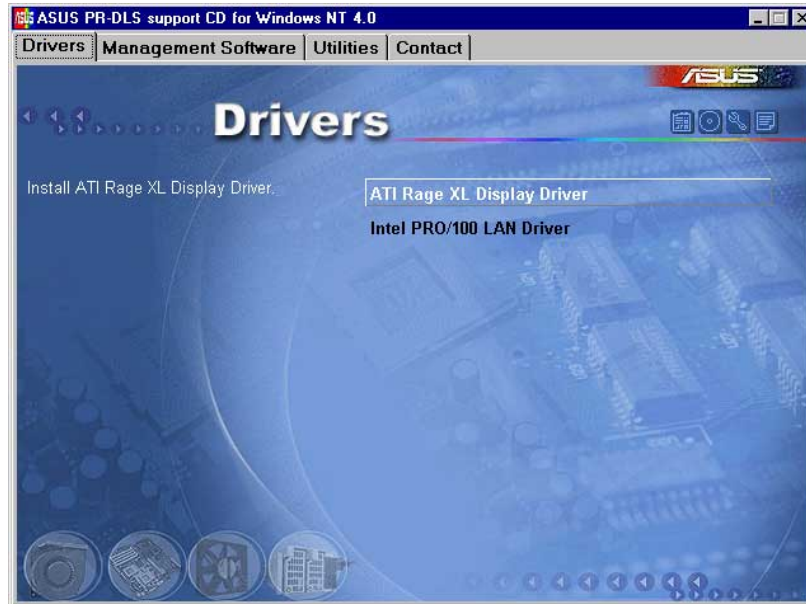 ASUS PR-DLS support CD for Windows NT 4.0
Drivers Management Software Utilities Contact
ASUS
Drivers
Install ATI Rage XL Display Driver.
ATI Rage XL Display Driver
Intel PRO/100 LAN Driver